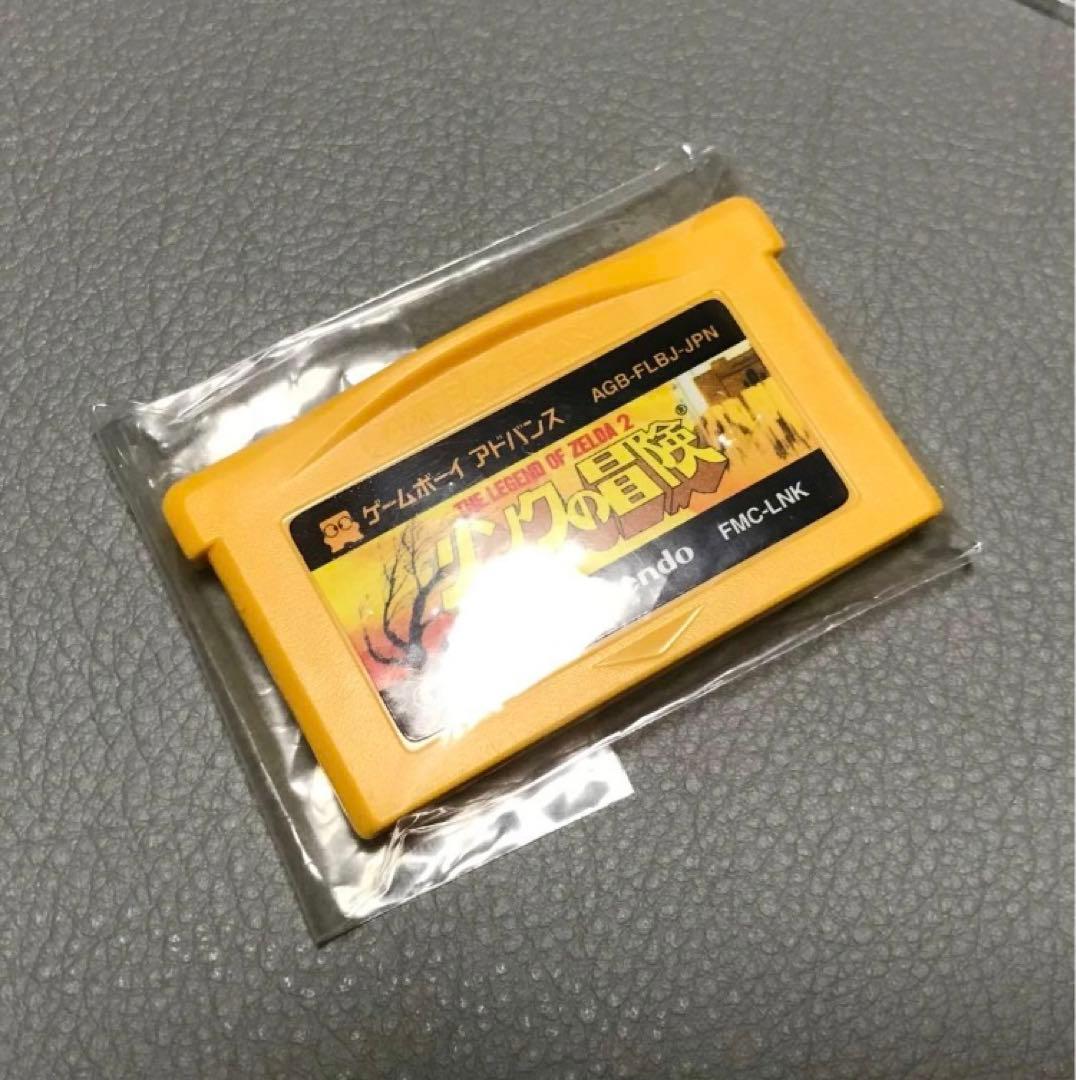 ゲームボーイ アドバンス
AGB-FLBJ-JPN
THE LEGEND OF ZELDA 2
リンクの冒険®
FMC-LNK